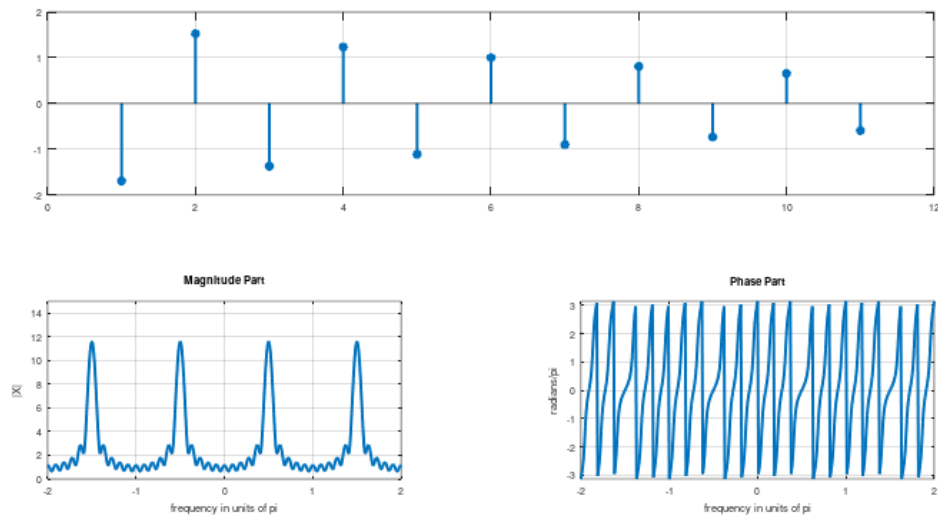 2
1
0
-1
-2
0 2 4 6 8 10 12
Magnitude Part
14
12
10
8
6
4
2
0
|X|
-2 -1 0 1 2
frequency in units of pi
Phase Part
3
2
1
0
-1
-2
-3
radians/pi
-2 -1 0 1 2
frequency in units of pi